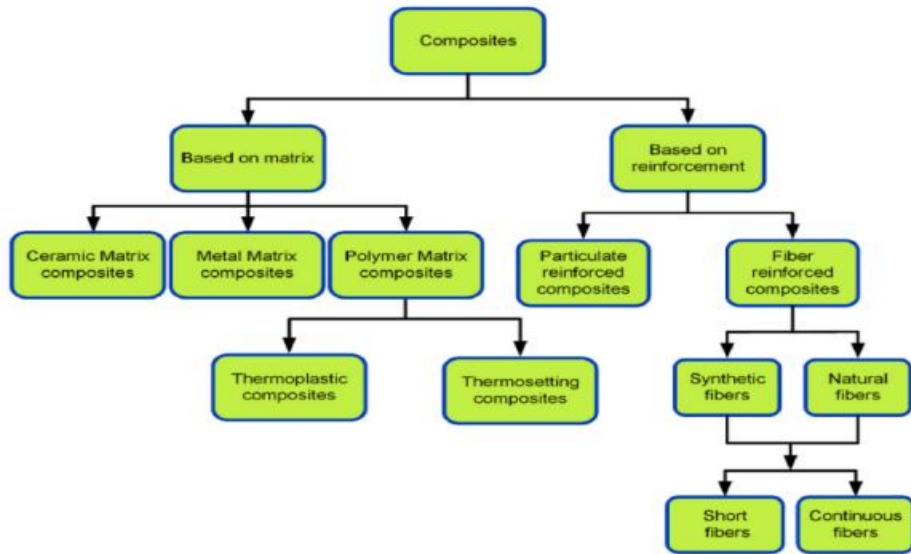 Composites
Based on matrix
Based on
reinforcement
Ceramic Matrix
composites
Metal Matrix
composites
Polymer Matrix
composites
Particulate
reinforced
composites
Fiber
reinforced
composites
Thermoplastic
composites
Thermosetting
composites
Synthetic
fibers
Natural
fibers
Short
fibers
Continuous
fibers